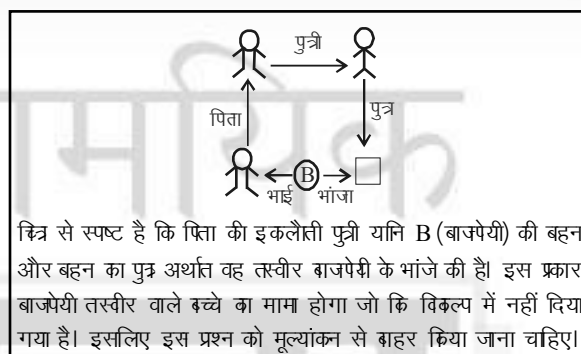 पुत्री
पिता
पुत्र
B
भाई भांजा
चित्र से स्पष्ट है कि पिता की इकलौती पुत्री यानि B (बाजपेयी) की बहन
और बहन का पुत्र अर्थात वह तस्वीर बाजपेयी के भांजे की है। इस प्रकार
बाजपेयी तस्वीर वाले बच्चे का मामा होगा जो कि विकल्प में नहीं दिया
गया है। इसलिए इस प्रश्न को मूल्यांकन से बाहर किया जाना चाहिए।